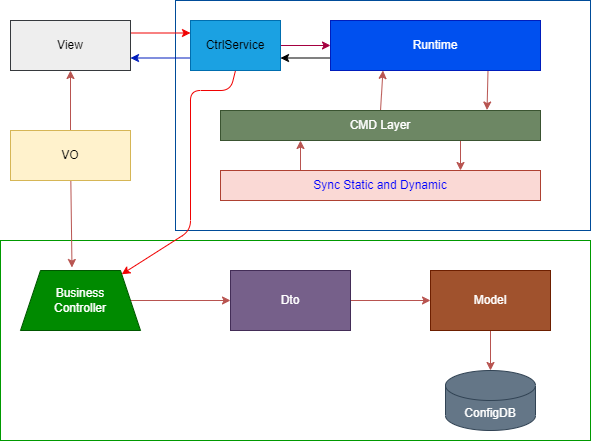 View
CtrlService
Runtime
CMD Layer
VO
Sync Static and Dynamic
Business
Controller
Dto
Model
ConfigDB